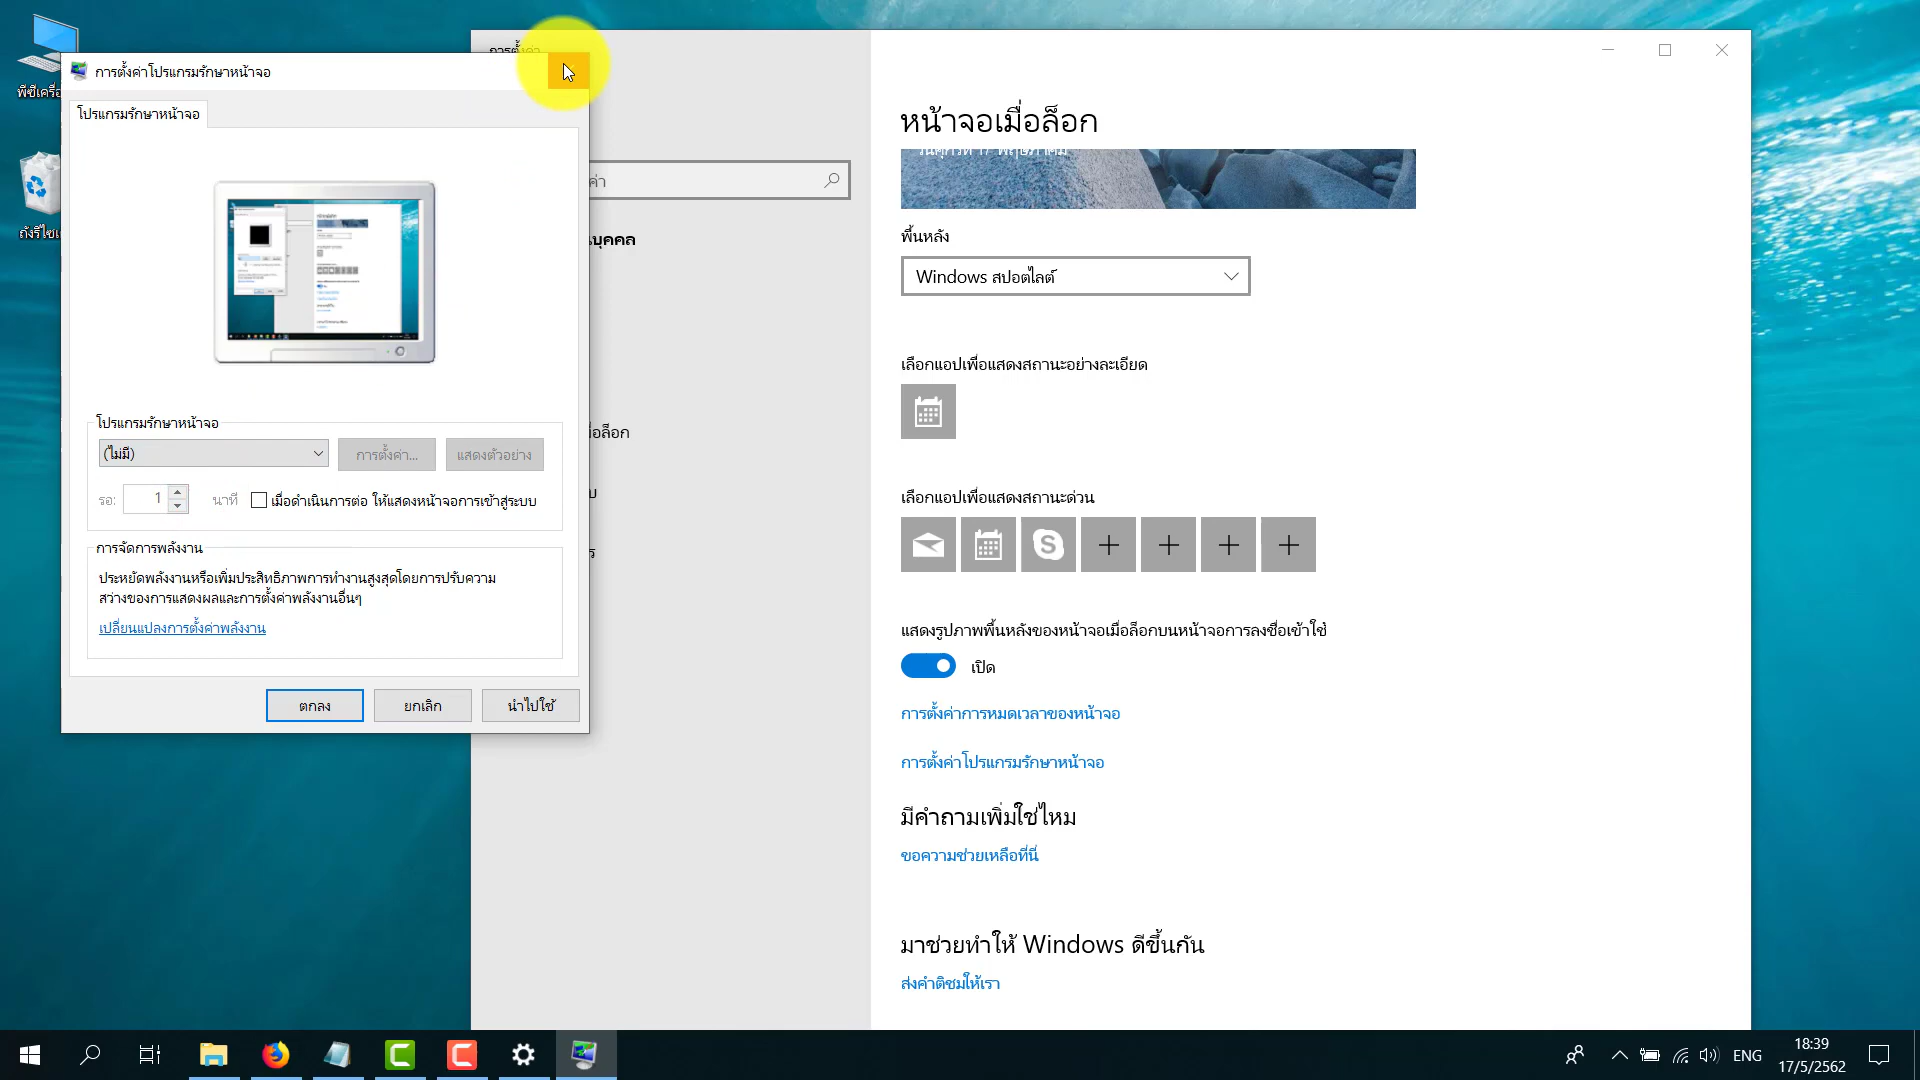 การตั้งค่าโปรแกรมรักษาหน้าจอ
โปรแกรมรักษาหน้าจอ
โปรแกรมรักษาหน้าจอ
(ไม่มี)
การตั้งค่า...
แสดงตัวอย่าง
รอ:
1
นาที
เมื่อดำเนินการต่อ ให้แสดงหน้าจอการเข้าสู่ระบบ
การจัดการพลังงาน
ประหยัดพลังงานหรือเพิ่มประสิทธิภาพการทำงานสูงสุดโดยการปรับความ
สว่างของการแสดงผลและการตั้งค่าพลังงานอื่นๆ
เปลี่ยนแปลงการตั้งค่าพลังงาน
ตกลง
ยกเลิก
นำไปใช้
การตั้งค่า
หน้าจอเมื่อล็อก
วันศุกร์ที่ 17 พฤษภาคม
พื้นหลัง
Windows สปอตไลต์
เลือกแอปเพื่อแสดงสถานะอย่างละเอียด
เลือกแอปเพื่อแสดงสถานะด่วน
แสดงรูปภาพพื้นหลังของหน้าจอเมื่อล็อกบนหน้าจอการลงชื่อเข้าใช้
เปิด
การตั้งค่าการหมดเวลาของหน้าจอ
การตั้งค่าโปรแกรมรักษาหน้าจอ
มีคำถามเพิ่มใช่ไหม
ขอความช่วยเหลือที่นี่
มาช่วยทำให้ Windows ดีขึ้นกัน
ส่งคำติชมให้เรา
ENG
18:39
17/5/2562